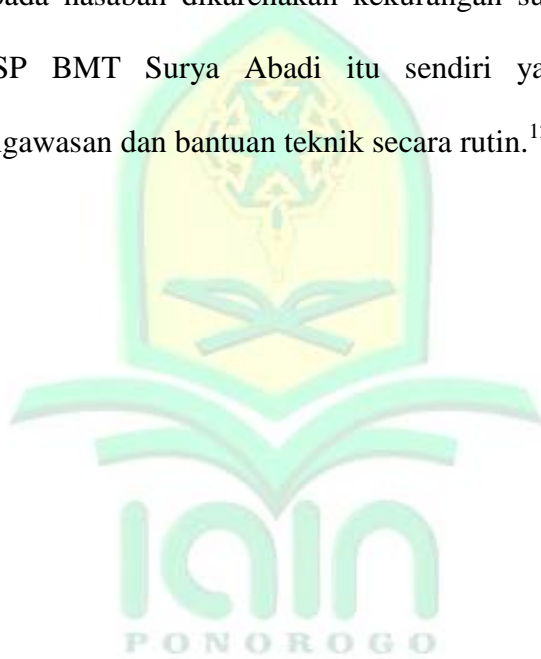 pada nasabah dikarenakan kekurangan su
SP BMT Surya Abadi itu sendiri ya
ngawasan dan bantuan teknik secara rutin.
iain
PONOROGO